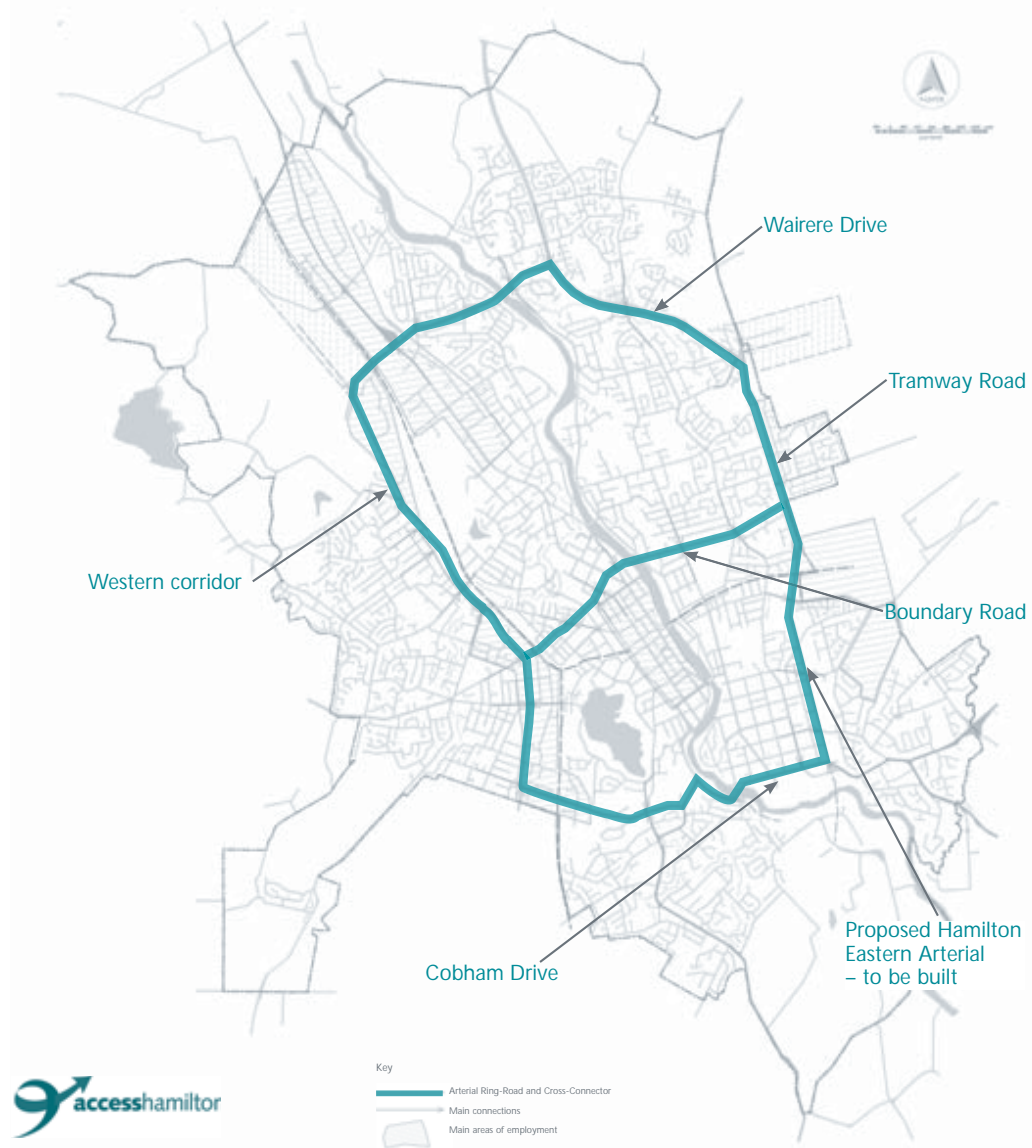 Wairere Drive
Tramway Road
Western corridor
Boundary Road
Proposed Hamilton
Eastern Arterial
– to be built
Cobham Drive
accesshamiltor
Key
Arterial Ring-Road and Cross-Connector
Main connections
Main areas of employment